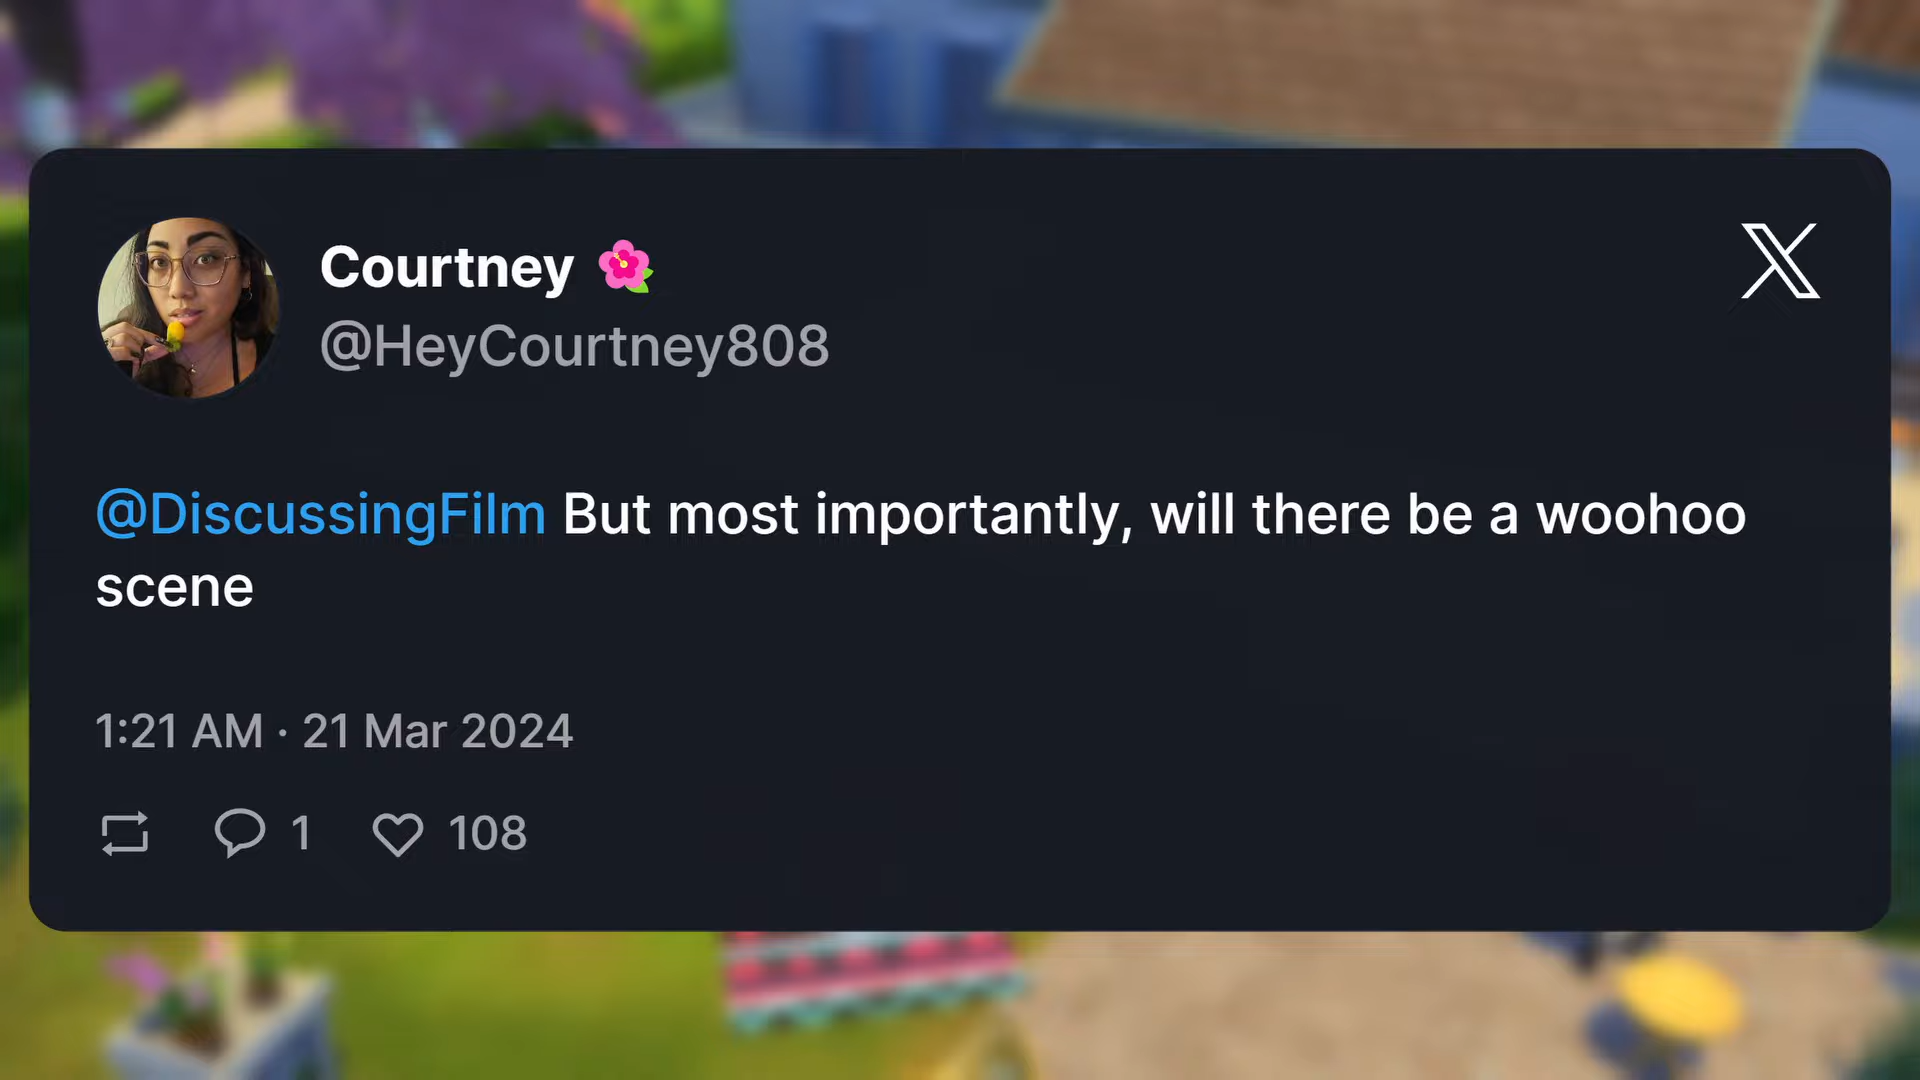 Courtney 🌺
@HeyCourtney808
@DiscussingFilm But most importantly, will there be a woohoo
scene
1:21 AM · 21 Mar 2024
1 108